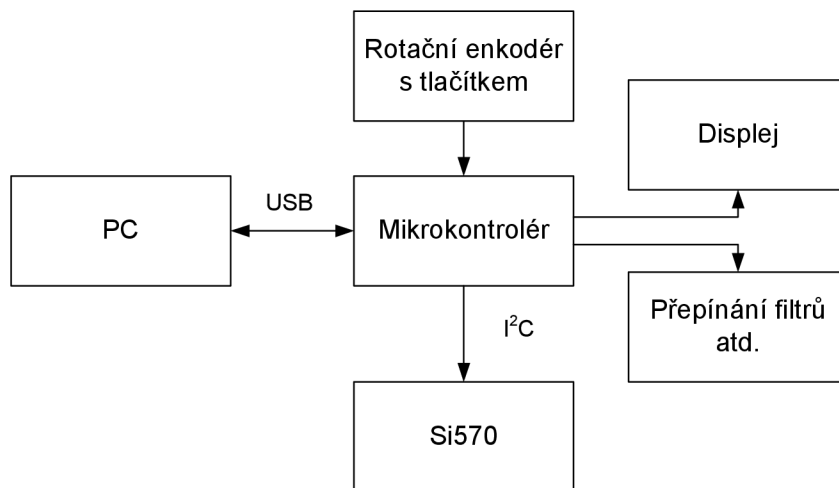 Rotační enkodér
s tlačítkem
Displej
PC
USB
Mikrokontrolér
Přepínání filtrů
atd.
I²C
Si570